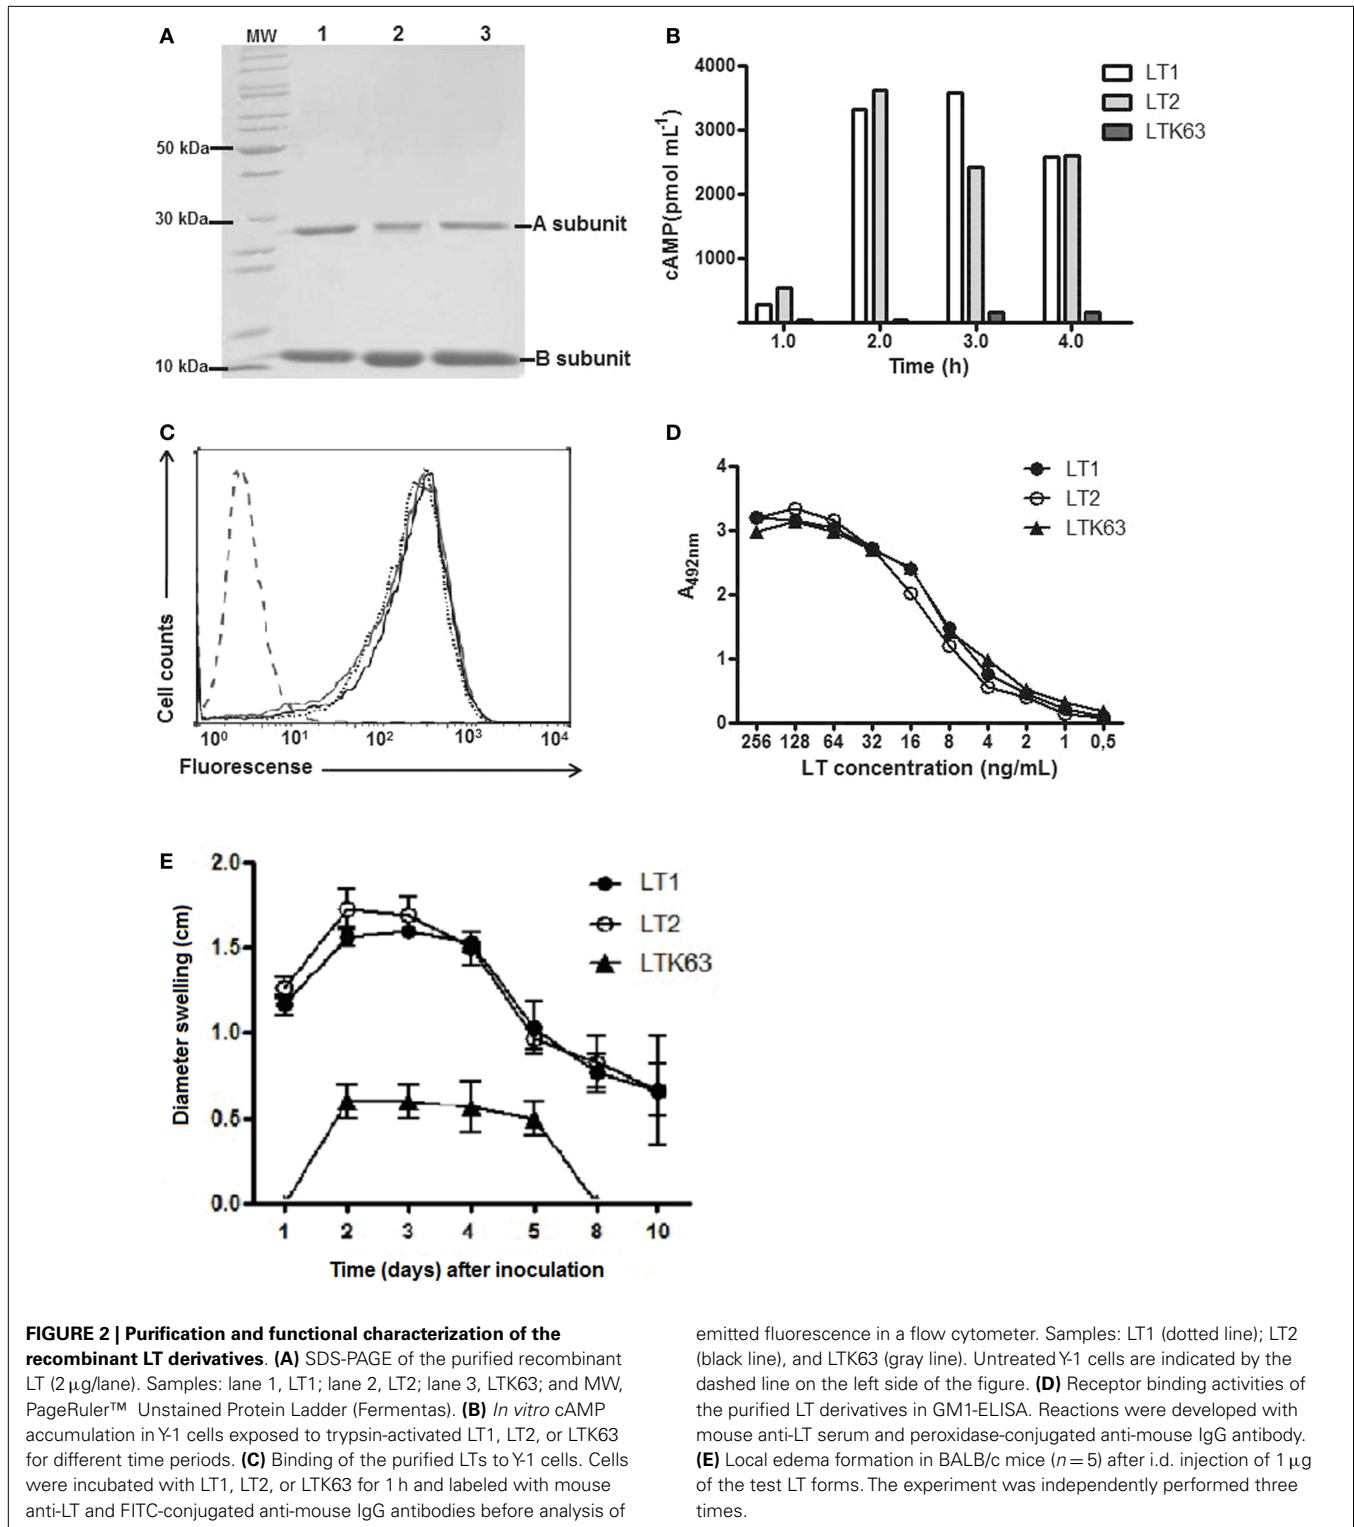 A
MW 1 2 3
50 kDa
30 kDa
A subunit
B subunit
10 kDa
B
4000
3000
2000
1000
cAMP(pmol mL⁻¹)
1.0 2.0 3.0 4.0
Time (h)
LT1
LT2
LTK63
C
Cell counts
10⁰ 10¹ 10² 10³ 10⁴
Fluorescense
D
4
3
2
1
0
A492nm
256 128 64 32 16 8 4 2 1 0,5
LT concentration (ng/mL)
LT1
LT2
LTK63
E
2.0
1.5
1.0
0.5
0.0
Diameter swelling (cm)
1 2 3 4 5 8 10
Time (days) after inoculation
LT1
LT2
LTK63
FIGURE 2 | Purification and functional characterization of the
recombinant LT derivatives. (A) SDS-PAGE of the purified recombinant
LT (2 µg/lane). Samples: lane 1, LT1; lane 2, LT2; lane 3, LTK63; and MW,
PageRuler™ Unstained Protein Ladder (Fermentas). (B) In vitro cAMP
accumulation in Y-1 cells exposed to trypsin-activated LT1, LT2, or LTK63
for different time periods. (C) Binding of the purified LTs to Y-1 cells. Cells
were incubated with LT1, LT2, or LTK63 for 1 h and labeled with mouse
anti-LT and FITC-conjugated anti-mouse IgG antibodies before analysis of
emitted fluorescence in a flow cytometer. Samples: LT1 (dotted line); LT2
(black line), and LTK63 (gray line). Untreated Y-1 cells are indicated by the
dashed line on the left side of the figure. (D) Receptor binding activities of
the purified LT derivatives in GM1-ELISA. Reactions were developed with
mouse anti-LT serum and peroxidase-conjugated anti-mouse IgG antibody.
(E) Local edema formation in BALB/c mice (n = 5) after i.d. injection of 1 µg
of the test LT forms. The experiment was independently performed three
times.